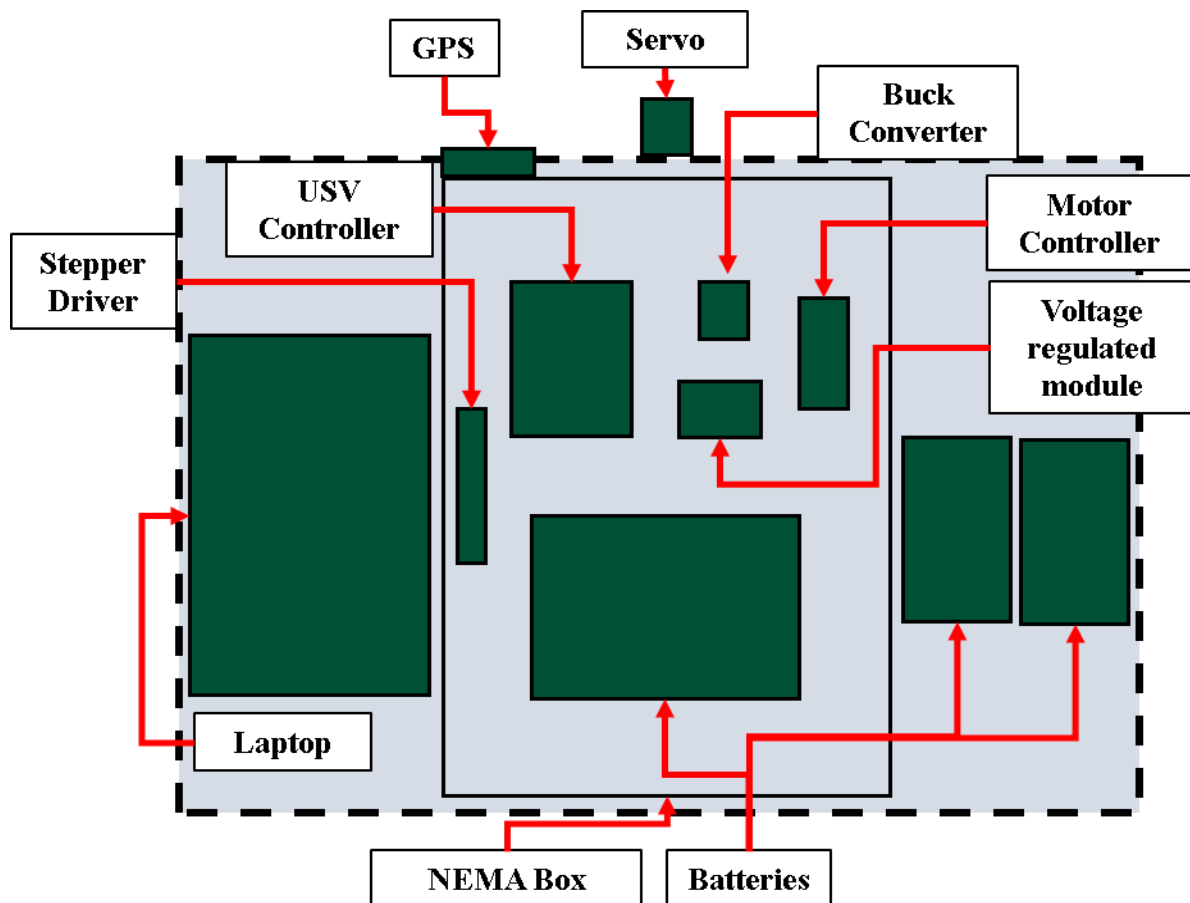 GPS
Servo
Buck
Converter
USV
Controller
Motor
Controller
Stepper
Driver
Voltage
regulated
module
Laptop
NEMA Box
Batteries